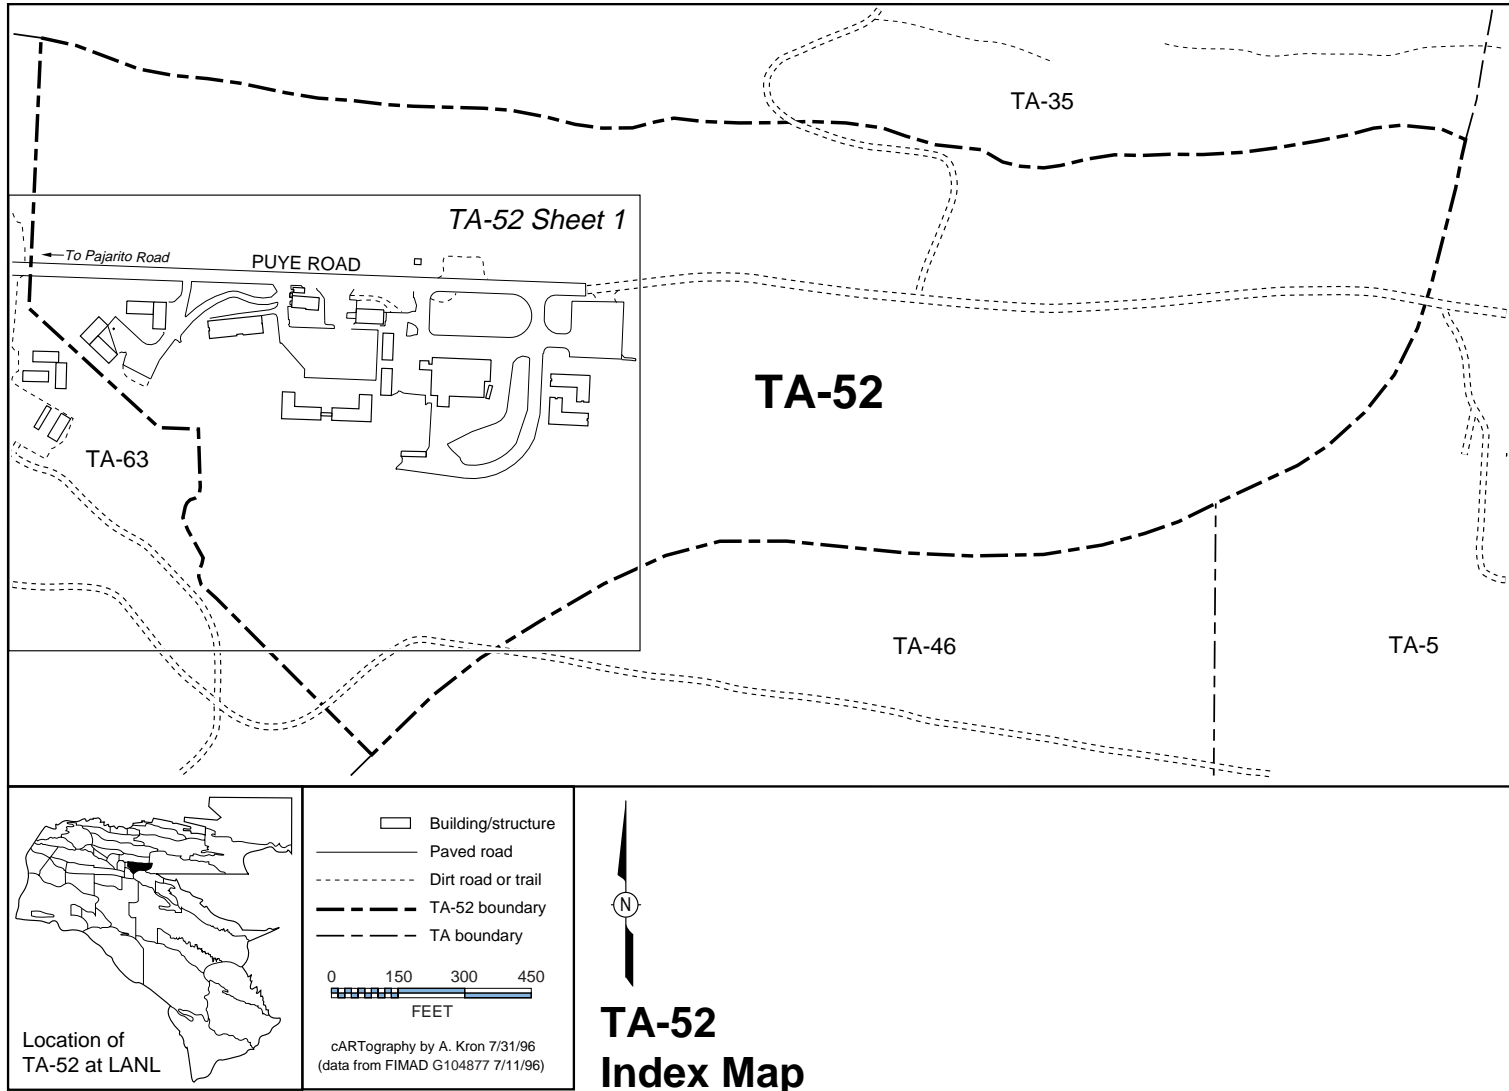 TA-35
TA-52 Sheet 1
To Pajarito Road
PUYE ROAD
TA-52
TA-63
TA-46
TA-5
Location of
TA-52 at LANL
Building/structure
Paved road
Dirt road or trail
TA-52 boundary
TA boundary
0 150 300 450
FEET
cARTography by A. Kron 7/31/96
(data from FIMAD G104877 7/11/96)
N
TA-52
Index Map